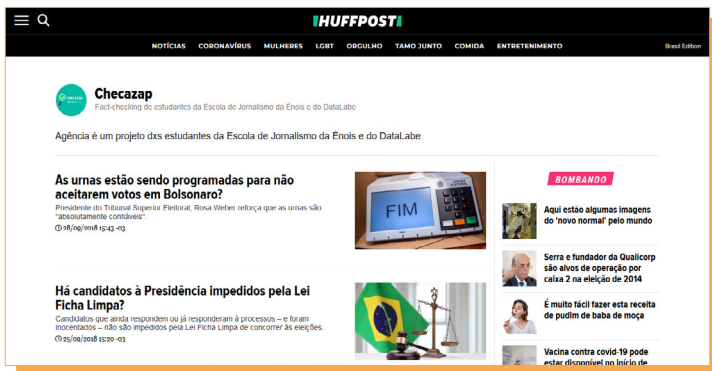 HUFFPOST
NOTÍCIAS CORONAVÍRUS MULHERES LGBT ORGULHO TAMO JUNTO COMIDA ENTRETENIMENTO Brasil Edition
Checazap
Fact-checking de estudantes da Escola de Jornalismo da Énois e do DataLabe
Agência é um projeto dxs estudantes da Escola de Jornalismo da Énois e do DataLabe
As urnas estão sendo programadas para não
aceitarem votos em Bolsonaro?
Presidente do Tribunal Superior Eleitoral, Rosa Weber reforça que as urnas são
"absolutamente contáveis".
28/09/2018 15:43 -03
FIM
Há candidatos à Presidência impedidos pela Lei
Ficha Limpa?
Candidatos que ainda respondem ou já responderam à processos – e foram
inocentados – não são impedidos pela Lei Ficha Limpa de concorrer às eleições.
25/09/2018 15:20 -03
BOMBANDO
Aqui estão algumas imagens
do 'novo normal' pelo mundo
Serra e fundador da Qualicorp
são alvos de operação por
caixa 2 na eleição de 2014
É muito fácil fazer esta receita
de pudim de baba de moça
Vacina contra covid-19 pode
estar disponível no início de